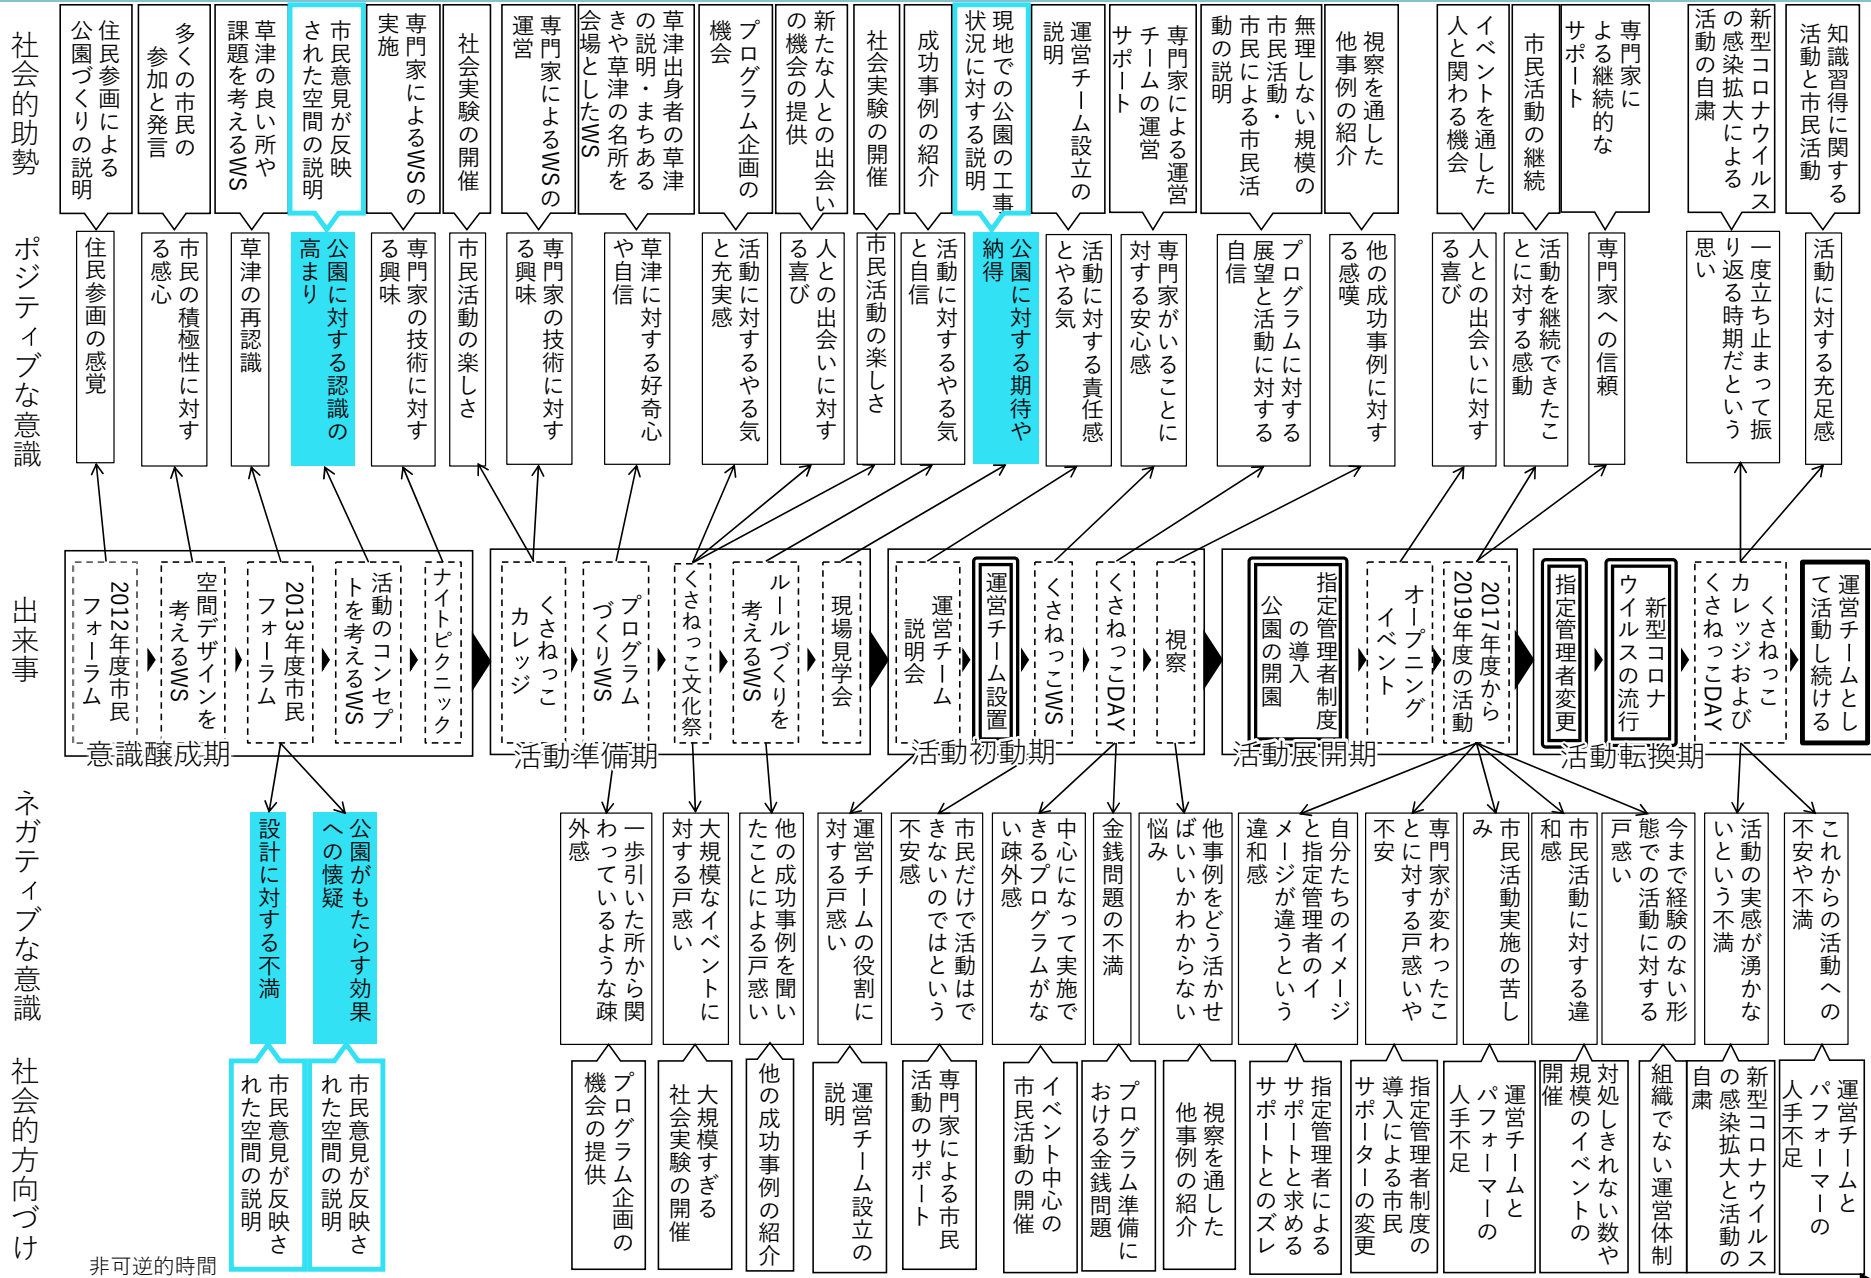 社会的助勢
住民参画による
公園づくりの説明
多くの市民の
参加と発言
草津の良い所や
課題を考えるWS
市民意見が反映
された空間の説明
専門家によるWSの
実施
社会実験の開催
専門家によるWSの
運営
草津出身者の草津
の説明・まちある
きや草津の名所を
会場としたWS
プログラム企画の
機会
新たな人との出会い
の機会の提供
社会実験の開催
成功事例の紹介
現地での公園の工事
状況に対する説明
運営チーム設立の
説明
専門家による運営
チームの運営
サポート
無理しない規模の
市民活動・
市民による市民活
動の説明
視察を通した
他事例の紹介
イベントを通した
人と関わる機会
市民活動の継続
専門家に
よる継続的な
サポート
新型コロナウイルス
の感染拡大による
活動の自粛
知識習得に関する
活動と市民活動
ポジティブな意識
住民参画の感覚
市民の積極性に対す
る感心
草津の再認識
公園に対する認識の
高まり
専門家の技術に対す
る興味
市民活動の楽しさ
専門家の技術に対す
る興味
草津に対する好奇心
や自信
活動に対するやる気
と充実感
人との出会いに対す
る喜び
市民活動の楽しさ
活動に対するやる気
と自信
公園に対する期待や
納得
活動に対する責任感
とやる気
専門家がいることに
対する安心感
プログラムに対する
展望と活動に対する
自信
他の成功事例に対す
る感嘆
人との出会いに対す
る喜び
活動を継続できたこ
とに対する感動
専門家への信頼
一度立ち止まって振
り返る時期だという
思い
活動に対する充足感
出来事
2012年度市民
フォーラム
空間デザインを
考えるWS
2013年度市民
フォーラム
活動のコンセプ
トを考えるWS
ナイトピクニック
意識醸成期
くさねっこ
カレッジ
プログラム
づくりWS
くさねっこ文化祭
ルールづくりを
考えるWS
現場見学会
活動準備期
運営チーム
説明会
運営チーム設置
くさねっこWS
くさねっこDAY
視察
活動初動期
指定管理者制度
の導入
公園の開園
オープニング
イベント
2017年度から
2019年度の活動
活動展開期
指定管理者変更
新型コロナ
ウイルスの流行
くさねっこ
カレッジおよび
くさねっこDAY
運営チームとし
て活動し続ける
活動転換期
ネガティブな意識
設計に対する不満
公園がもたらす効果
への懐疑
一歩引いた所から関
わっているような疎
外感
大規模なイベントに
対する戸惑い
他の成功事例を聞い
たことによる戸惑い
運営チームの役割に
対する戸惑い
市民だけで活動はで
きないのではという
不安感
中心になって実施で
きるプログラムがな
い疎外感
金銭問題の不満
他事例をどう活かせ
ばいいかわからない
悩み
自分たちのイメージ
と指定管理者のイ
メージが違うという
違和感
専門家が変わったこ
とに対する戸惑いや
不安
市民活動実施の苦し
み
市民活動に対する違
和感
今まで経験のない形
態での活動に対する
戸惑い
活動の実感が湧かな
いという不満
これからの活動への
不安や不満
社会的方向づけ
市民意見が反映さ
れた空間の説明
市民意見が反映さ
れた空間の説明
プログラム企画の
機会の提供
大規模すぎる
社会実験の開催
他の成功事例の紹介
運営チーム設立の
説明
専門家による市民
活動のサポート
イベント中心の
市民活動の開催
プログラム準備に
おける金銭問題
視察を通した
他事例の紹介
指定管理者による
サポートと求める
サポートとのズレ
指定管理者制度の
導入による市民
サポーターの変更
運営チームと
パフォーマーの
人手不足
対処しきれない数や
規模のイベントの
開催
組織でない運営体制
新型コロナウイルス
の感染拡大と活動の
自粛
運営チームと
パフォーマーの
人手不足
非可逆的時間